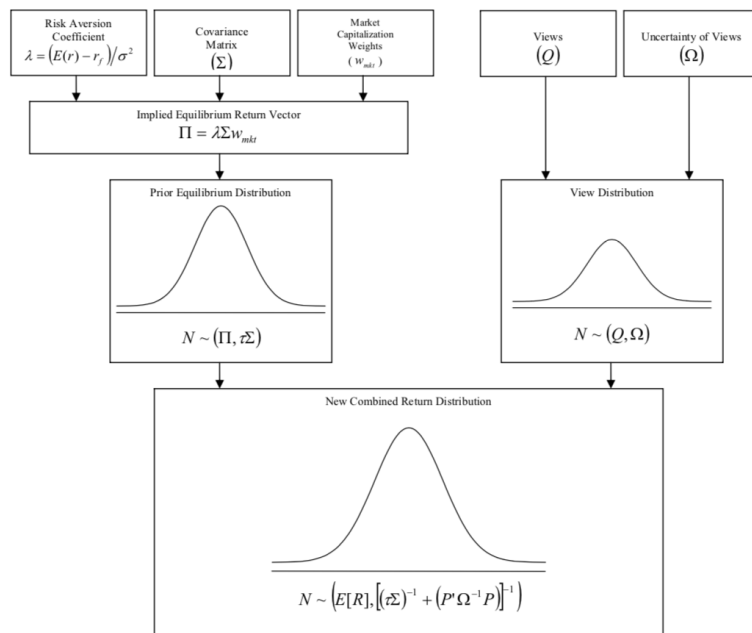 Risk Aversion
Coefficient
λ = (E(r) − r_f)/σ²
Covariance
Matrix
(Σ)
Market
Capitalization
Weights
(w_mkt)
Views
(Q)
Uncertainty of Views
(Ω)
Implied Equilibrium Return Vector
Π = λΣw_mkt
Prior Equilibrium Distribution
N ~ (Π, τΣ)
View Distribution
N ~ (Q, Ω)
New Combined Return Distribution
N ~ (E[R], [(τΣ)⁻¹ + (P'Ω⁻¹P)]⁻¹)